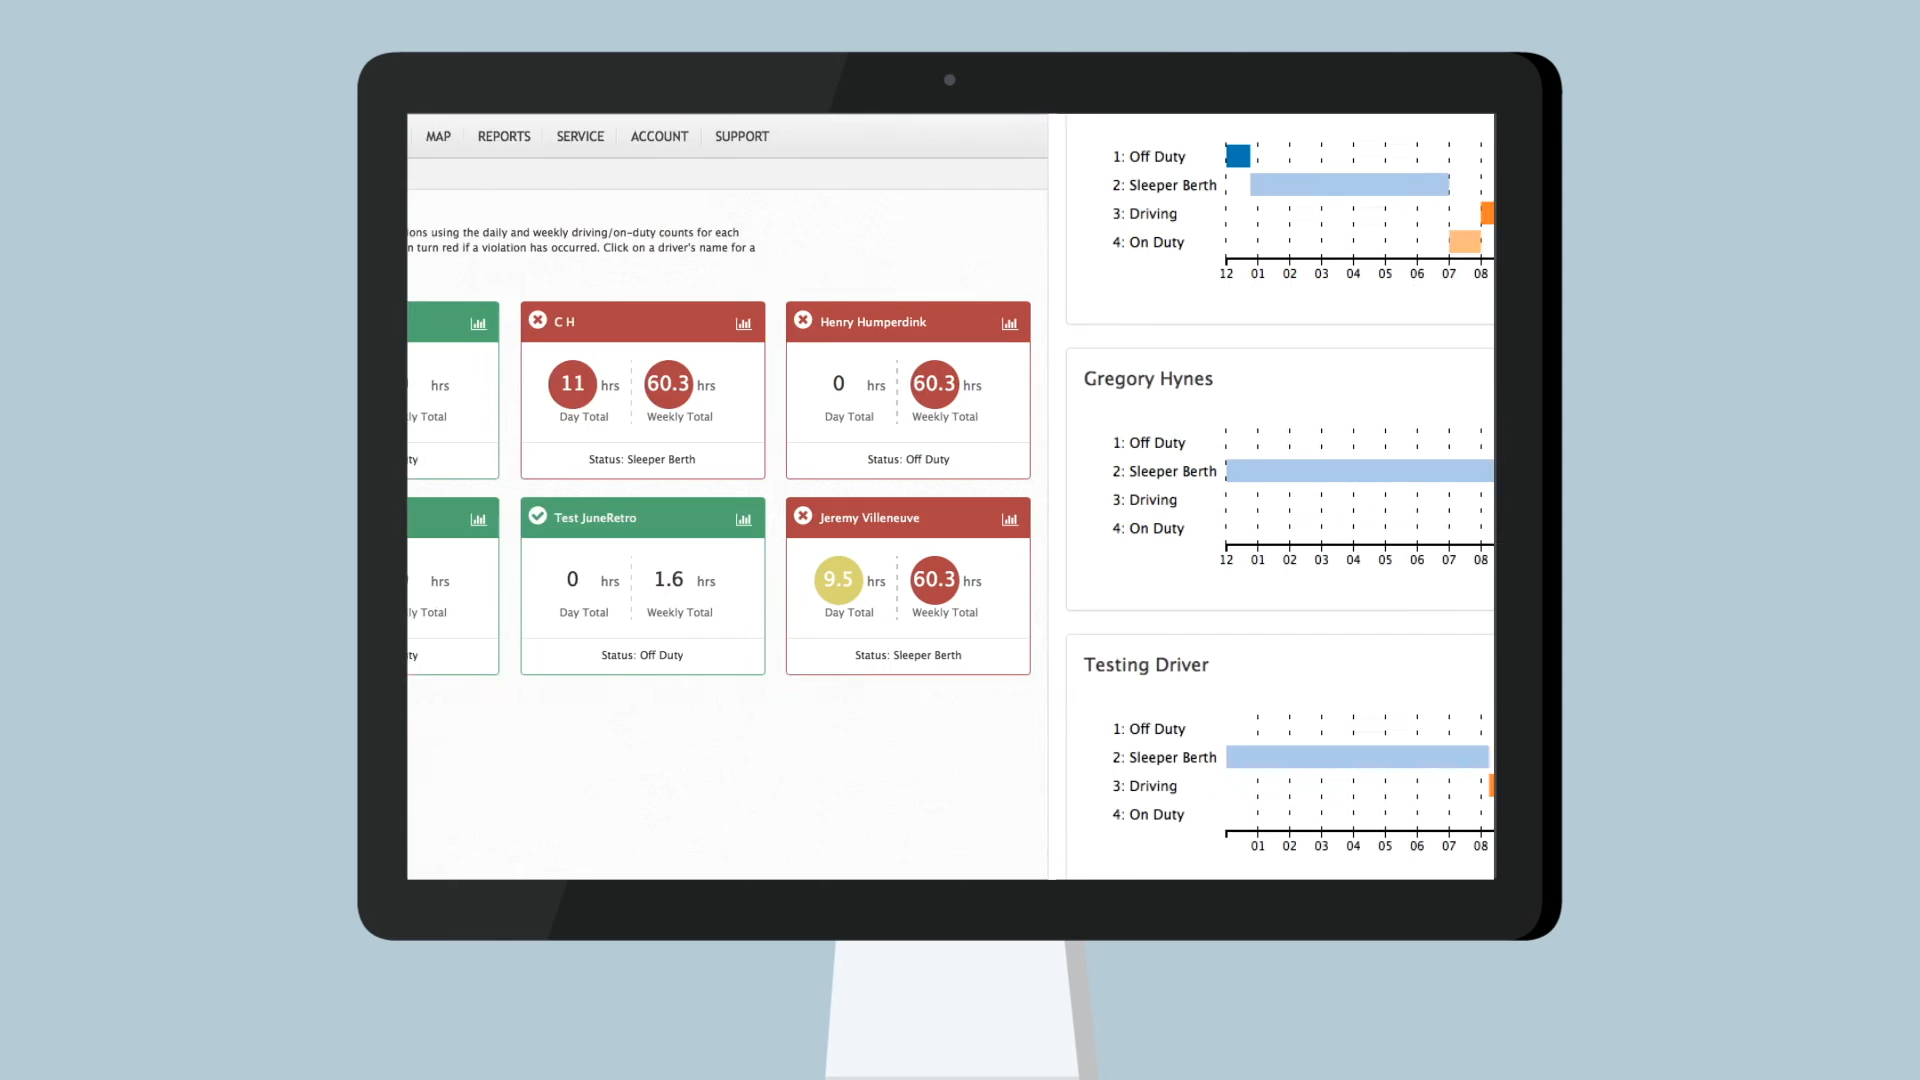 MAP REPORTS SERVICE ACCOUNT SUPPORT
using the daily and weekly driving/on-duty counts for each
turn red if a violation has occurred. Click on a driver's name for a
hrs
Total
C H
11 hrs 60.3 hrs
Day Total Weekly Total
Status: Sleeper Berth
Henry Humperdink
0 hrs 60.3 hrs
Day Total Weekly Total
Status: Off Duty
hrs
Total
Test JuneRetro
0 hrs 1.6 hrs
Day Total Weekly Total
Status: Off Duty
Jeremy Villeneuve
9.5 hrs 60.3 hrs
Day Total Weekly Total
Status: Sleeper Berth
1: Off Duty
2: Sleeper Berth
3: Driving
4: On Duty
12 01 02 03 04 05 06 07 08
Gregory Hynes
1: Off Duty
2: Sleeper Berth
3: Driving
4: On Duty
12 01 02 03 04 05 06 07 08
Testing Driver
1: Off Duty
2: Sleeper Berth
3: Driving
4: On Duty
01 02 03 04 05 06 07 08